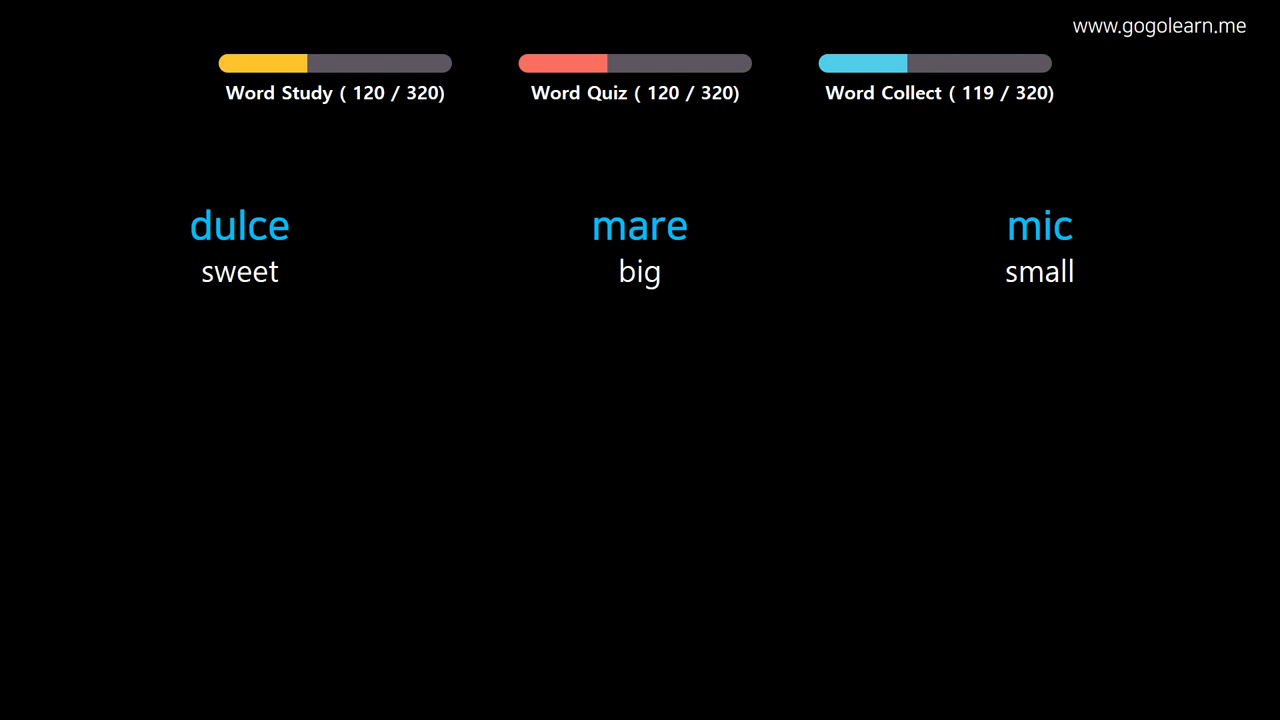 www.gogolearn.me
Word Study ( 120 / 320)
Word Quiz ( 120 / 320)
Word Collect ( 119 / 320)
dulce
sweet
mare
big
mic
small